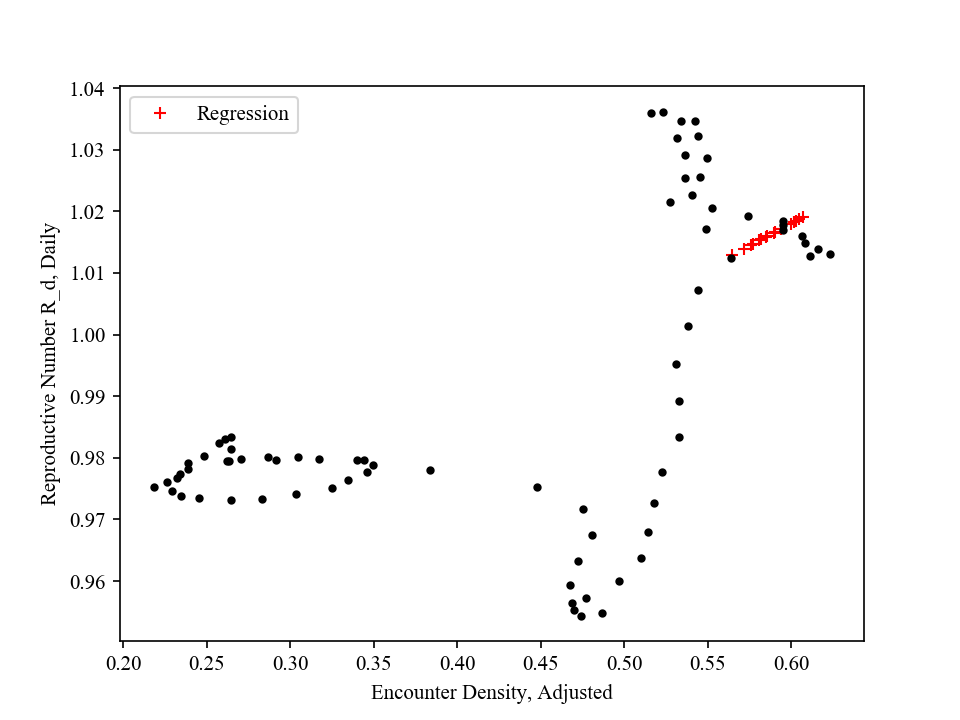 1.04
Regression
1.03
1.02
1.01
1.00
0.99
0.98
0.97
0.96
Reproductive Number R_d, Daily
0.20 0.25 0.30 0.35 0.40 0.45 0.50 0.55 0.60
Encounter Density, Adjusted